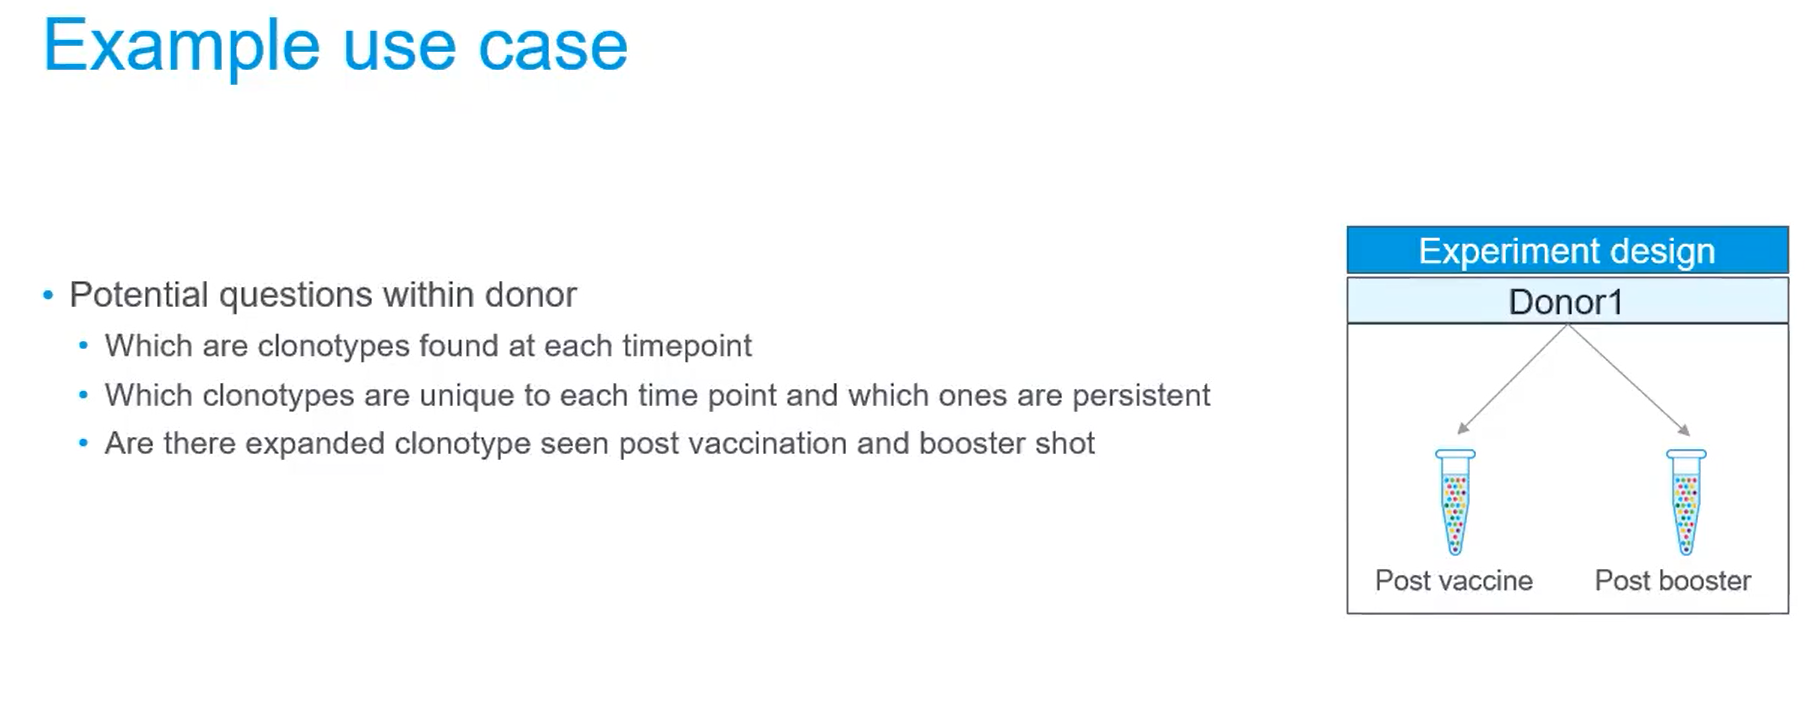 Example use case
• Potential questions within donor
• Which are clonotypes found at each timepoint
• Which clonotypes are unique to each time point and which ones are persistent
• Are there expanded clonotype seen post vaccination and booster shot
Experiment design
Donor1
Post vaccine
Post booster